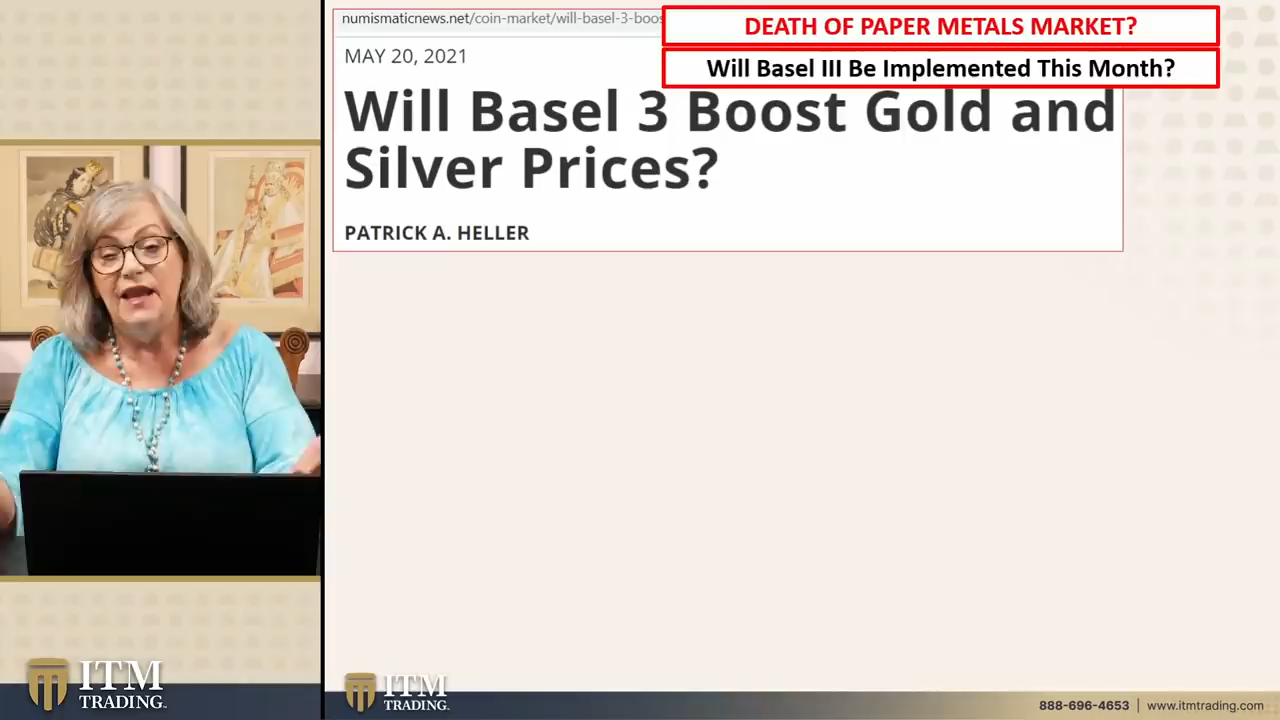 numismaticnews.net/coin-market/will-basel-3-boos
DEATH OF PAPER METALS MARKET?
Will Basel III Be Implemented This Month?
MAY 20, 2021
Will Basel 3 Boost Gold and
Silver Prices?
PATRICK A. HELLER
ITM
TRADING
ITM
TRADING
888-696-4653 | www.itmtrading.com